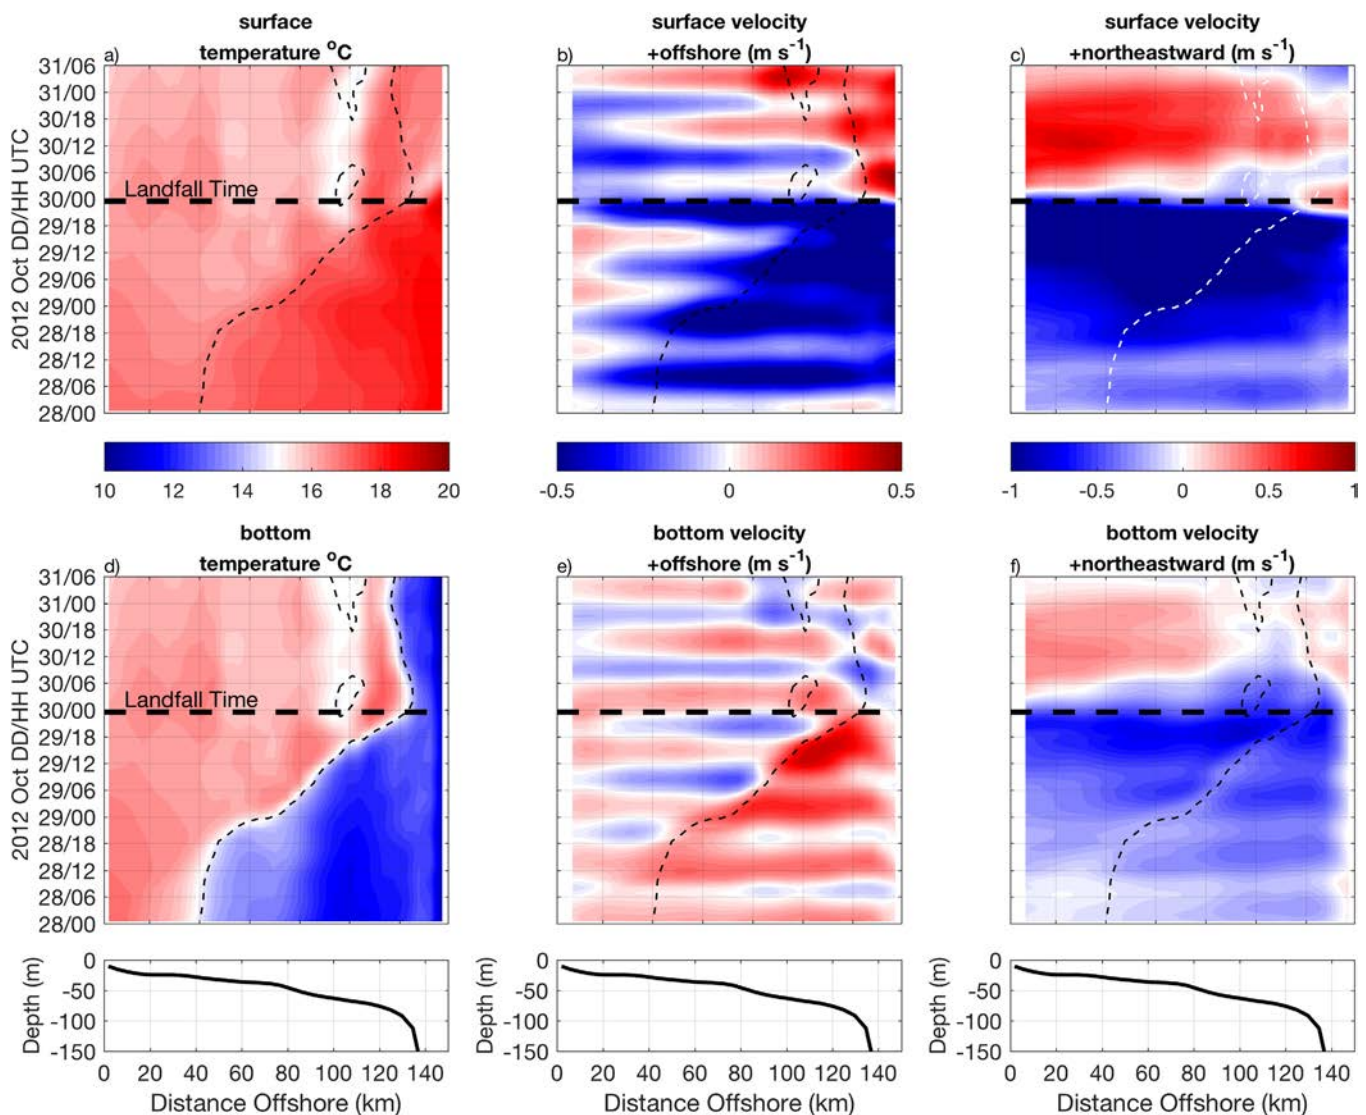 surface
temperature °C
surface velocity
+offshore (m s⁻¹)
surface velocity
+northeastward (m s⁻¹)
a)
b)
c)
2012 Oct DD/HH UTC
31/06
31/00
30/18
30/12
30/06
30/00
29/18
29/12
29/06
29/00
28/18
28/12
28/06
28/00
Landfall Time
10 12 14 16 18 20
-0.5 0 0.5
-1 -0.5 0 0.5 1
bottom
temperature °C
bottom velocity
+offshore (m s⁻¹)
bottom velocity
+northeastward (m s⁻¹)
d)
e)
f)
2012 Oct DD/HH UTC
31/06
31/00
30/18
30/12
30/06
30/00
29/18
29/12
29/06
29/00
28/18
28/12
28/06
28/00
Landfall Time
Depth (m)
0
-50
-100
-150
0 20 40 60 80 100 120 140
Distance Offshore (km)
Depth (m)
0
-50
-100
-150
0 20 40 60 80 100 120 140
Distance Offshore (km)
Depth (m)
0
-50
-100
-150
0 20 40 60 80 100 120 140
Distance Offshore (km)